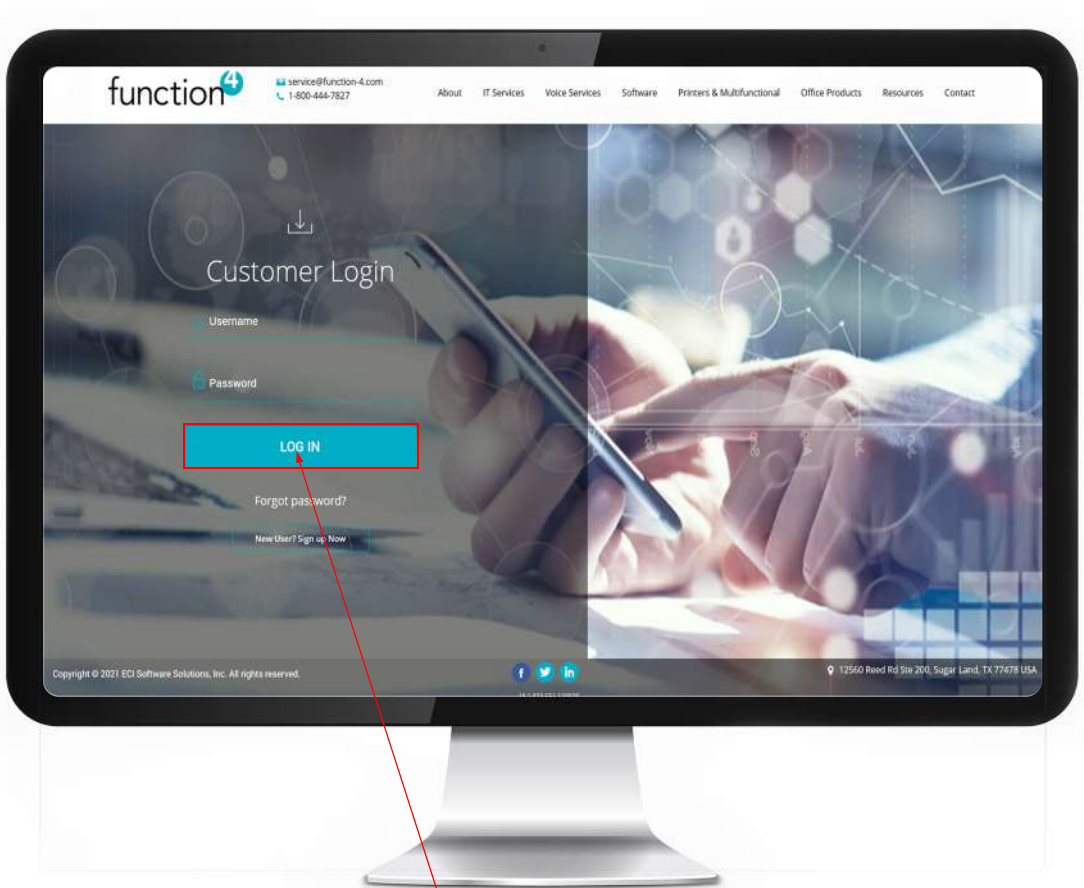 function4
service@function-4.com
1-800-444-7827
About IT Services Voice Services Software Printers & Multifunctional Office Products Resources Contact
Customer Login
Username
Password
LOG IN
Forgot password?
New User? Sign up Now
Copyright © 2021 ECI Software Solutions, Inc. All rights reserved.
f in
12560 Reed Rd Ste 200, Sugar Land, TX 77478 USA